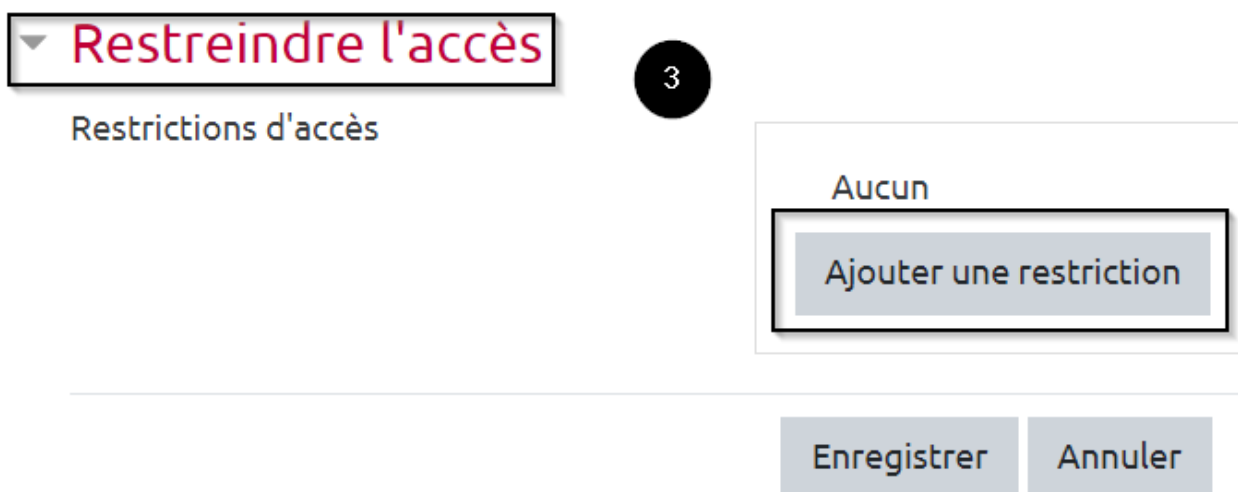 Restreindre l'accès
3
Restrictions d'accès
Aucun
Ajouter une restriction
Enregistrer Annuler